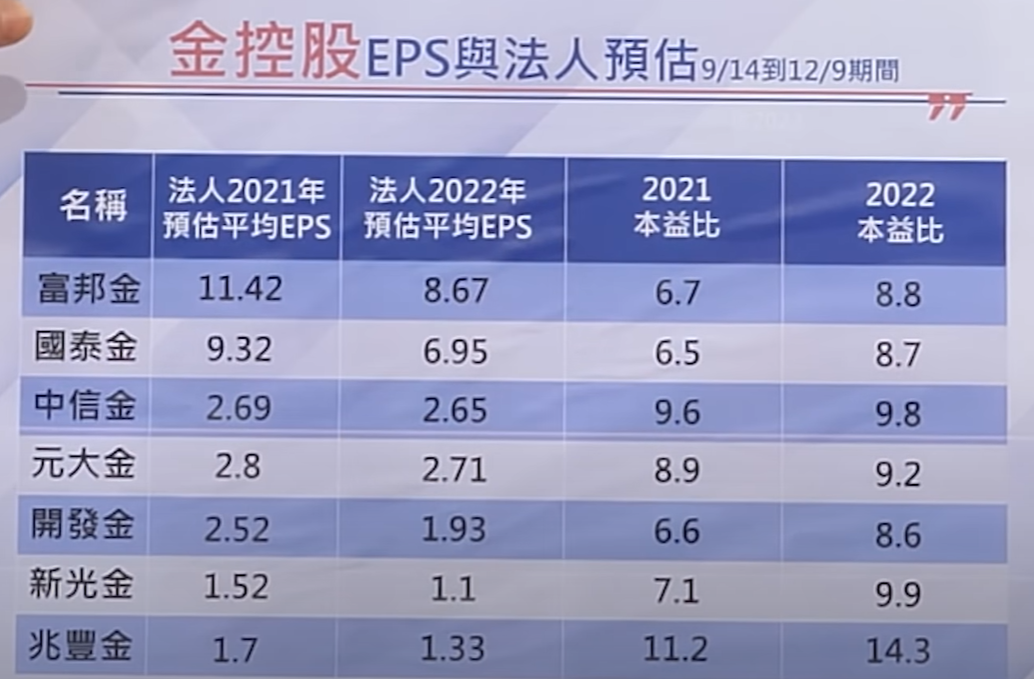 金控股EPS與法人預估9/14到12/9期間
名稱 法人2021年預估平均EPS 法人2022年預估平均EPS 2021本益比 2022本益比
富邦金 11.42 8.67 6.7 8.8
國泰金 9.32 6.95 6.5 8.7
中信金 2.69 2.65 9.6 9.8
元大金 2.8 2.71 8.9 9.2
開發金 2.52 1.93 6.6 8.6
新光金 1.52 1.1 7.1 9.9
兆豐金 1.7 1.33 11.2 14.3